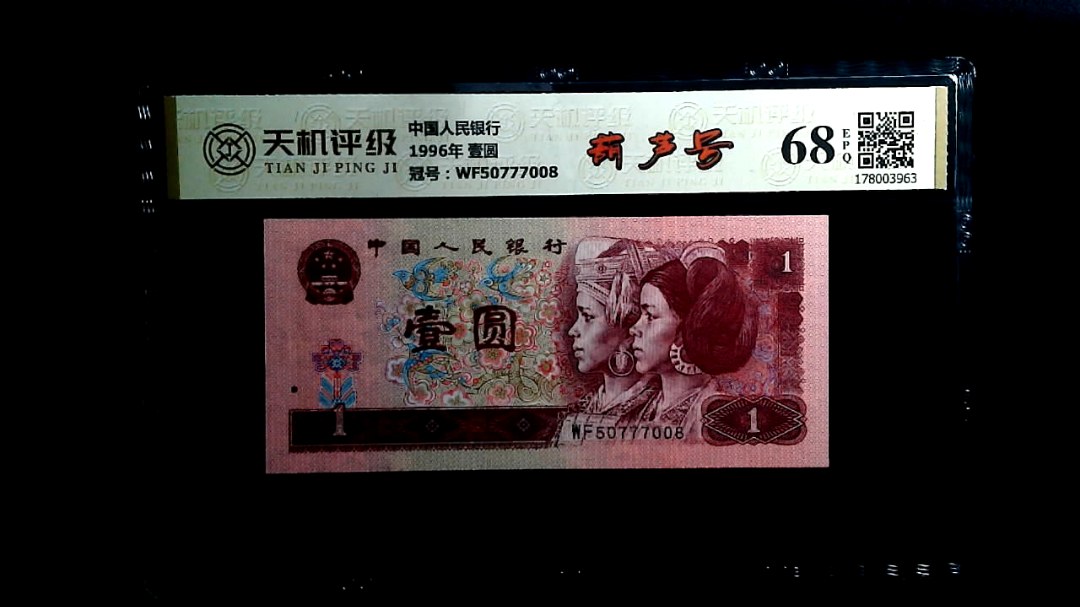 天机评级
TIAN JI PING JI
中国人民银行
1996年 壹圆
冠号：WF50777008
葫芦号
68
EPQ
178003963
中国人民银行
1
壹圆
1
WF50777008
1